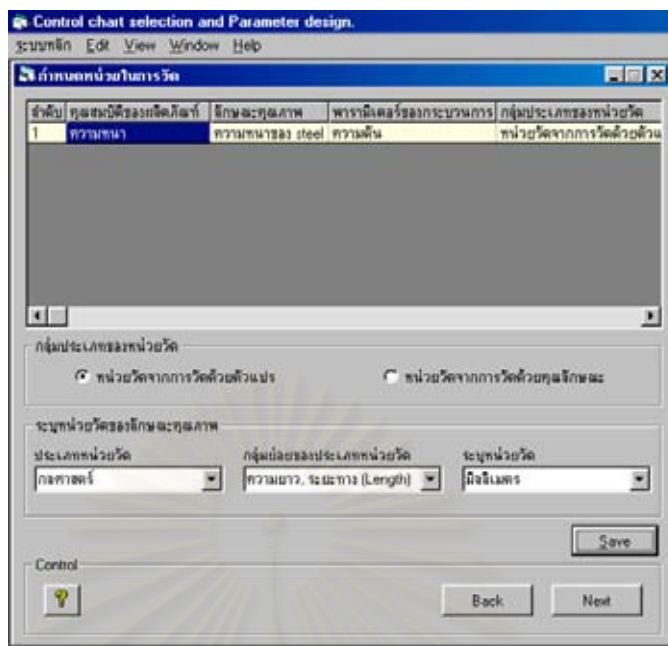 Control chart selection and Parameter design.
ระบบหลัก Edit View Window Help
กำหนดหน่วยในการวัด
ลำดับ คุณสมบัติของผลิตภัณฑ์ ลักษณะคุณภาพ พารามิเตอร์ของกระบวนการ กลุ่มประเภทของหน่วยวัด
1 ความหนา ความหนาของ steel ความดัน หน่วยวัดจากการวัดด้วยตัวแ
กลุ่มประเภทของหน่วยวัด
หน่วยวัดจากการวัดด้วยตัวแปร หน่วยวัดจากการวัดด้วยคุณลักษณะ
ระบุหน่วยวัดของลักษณะคุณภาพ
ประเภทหน่วยวัด กลุ่มย่อยของประเภทหน่วยวัด ระบุหน่วยวัด
กลศาสตร์ ความยาว, ระยะทาง (Length) มิลลิเมตร
Save
Control
? Back Next